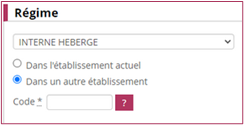 Régime
INTERNE HEBERGE
Dans l'établissement actuel
Dans un autre établissement
Code * ?